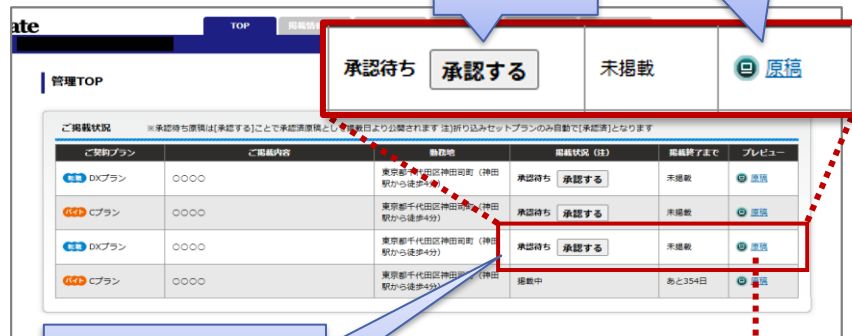 ate
TOP
承認待ち 承認する 未掲載 原稿
管理TOP
ご掲載状況 ※承認待ち原稿は[承認する]ことで承認済原稿として掲載日より公開されます 注)折り込みセットプランのみ自動で[承認済]となります
ご契約プラン ご掲載内容 勤務地 掲載状況（注） 掲載終了まで プレビュー
DXプラン ○○○○ 東京都千代田区神田司町（神田
駅から徒歩4分） 承認待ち 承認する 未掲載 原稿
バイト Cプラン ○○○○ 東京都千代田区神田司町（神田
駅から徒歩4分） 承認待ち 承認する 未掲載 原稿
DXプラン ○○○○ 東京都千代田区神田司町（神田
駅から徒歩4分） 承認待ち 承認する 未掲載 原稿
バイト Cプラン ○○○○ 東京都千代田区神田司町（神田
駅から徒歩4分） 掲載中 あと354日 原稿